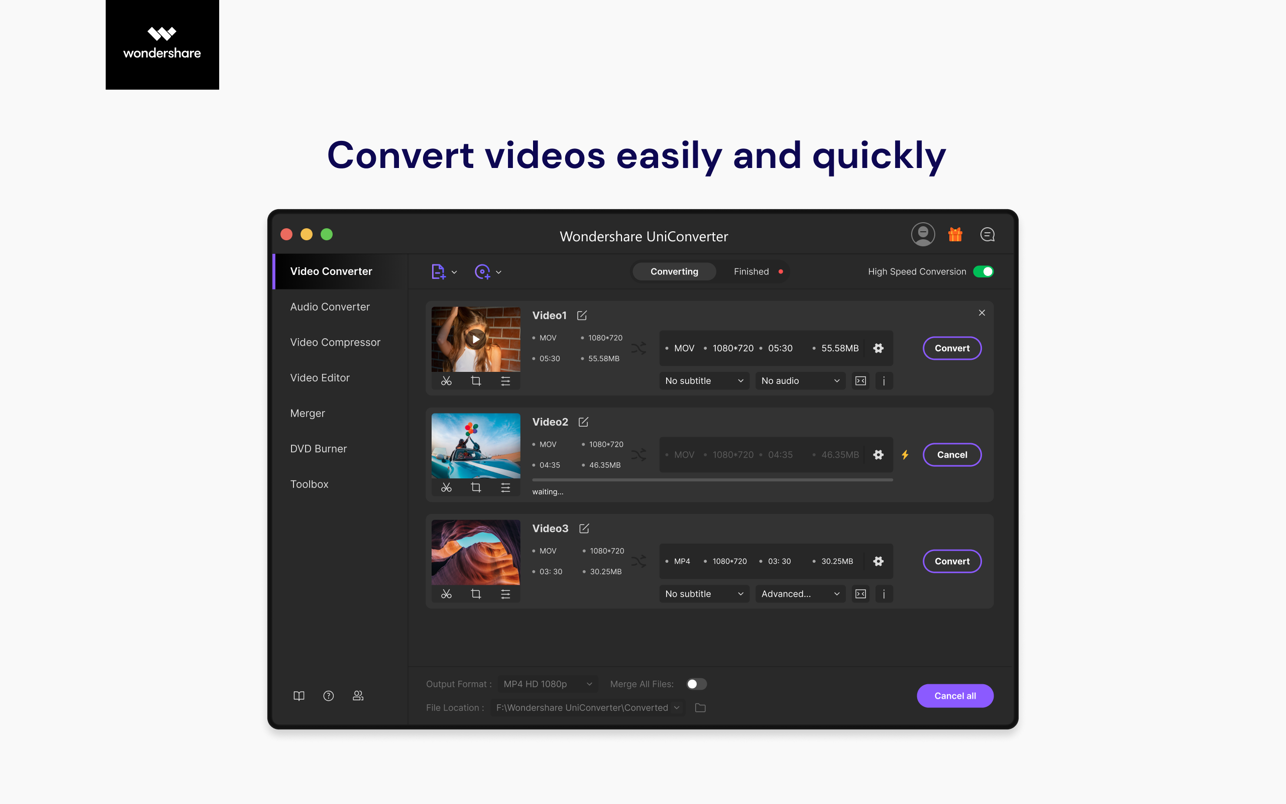 wondershare
Convert videos easily and quickly
Wondershare UniConverter
Video Converter
Audio Converter
Video Compressor
Video Editor
Merger
DVD Burner
Toolbox
Converting Finished
High Speed Conversion
Video1
MOV 1080*720
05:30 55.58MB
MOV 1080*720 05:30 55.58MB
Convert
No subtitle No audio
Video2
MOV 1080*720
04:35 46.35MB
MOV 1080*720 04:35 46.35MB
Cancel
waiting...
Video3
MOV 1080*720
03: 30 30.25MB
MP4 1080*720 03: 30 30.25MB
Convert
No subtitle Advanced...
Output Format : MP4 HD 1080p Merge All Files:
File Location : F:\Wondershare UniConverter\Converted
Cancel all